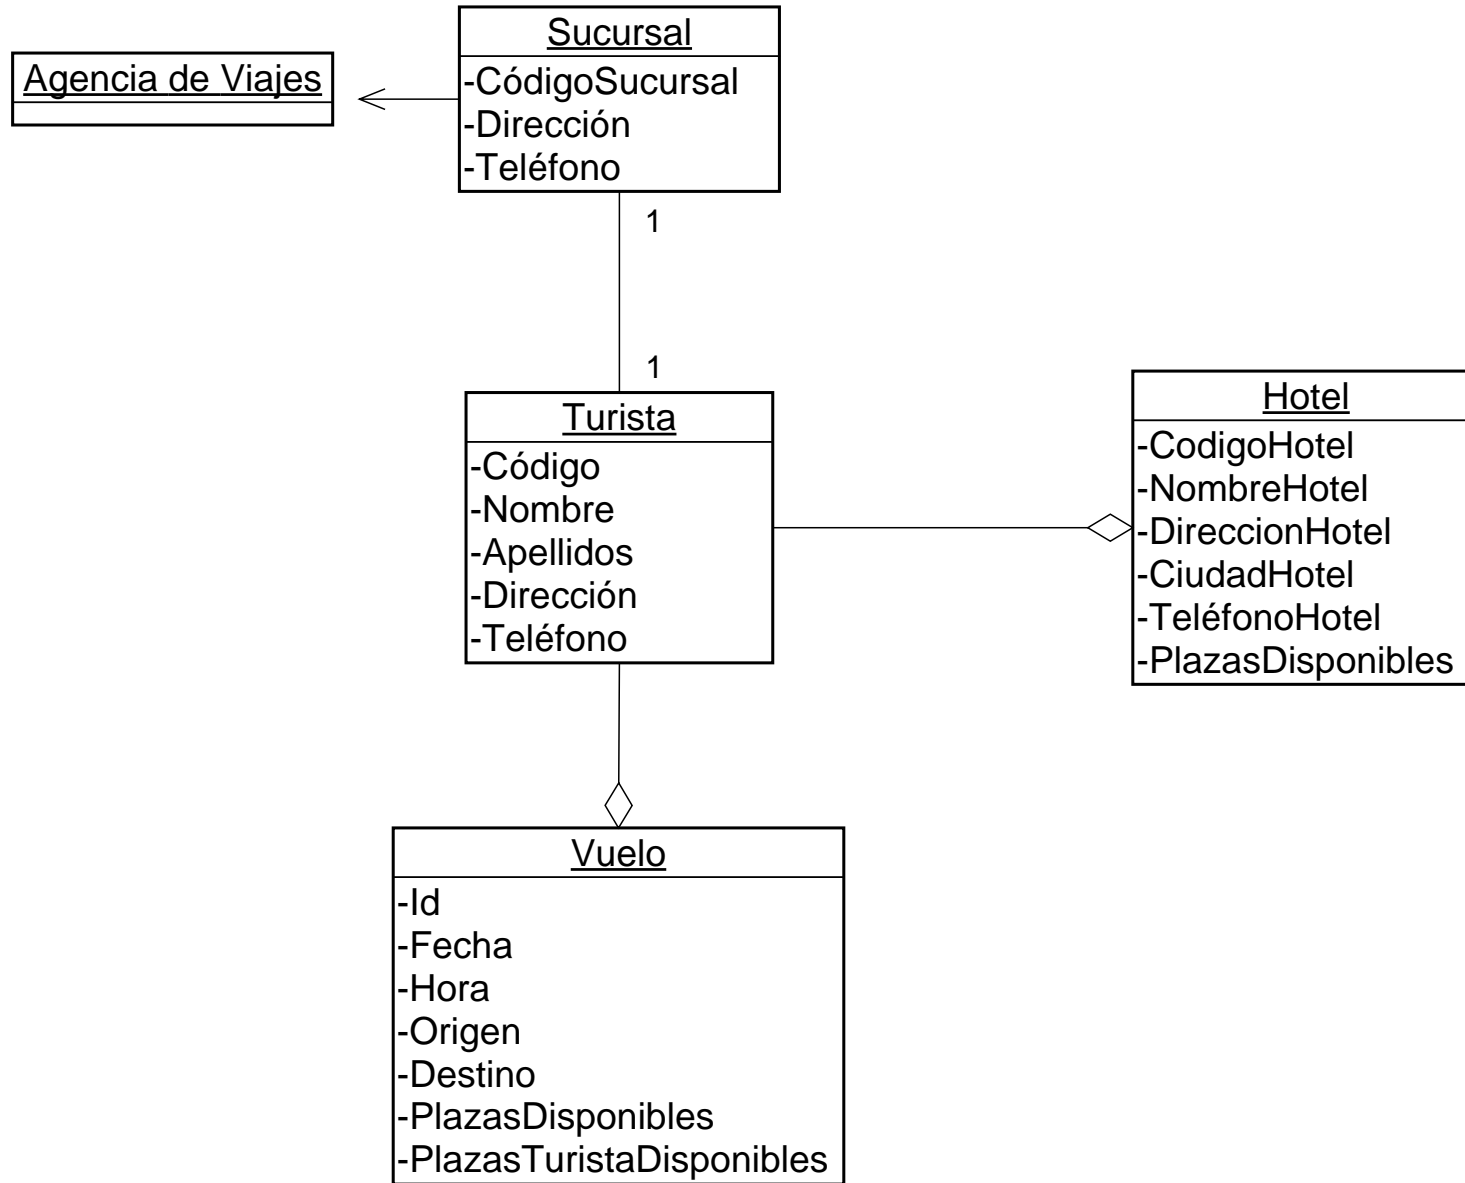 Agencia de Viajes
Sucursal
-CódigoSucursal
-Dirección
-Teléfono
1
1
Turista
-Código
-Nombre
-Apellidos
-Dirección
-Teléfono
Hotel
-CodigoHotel
-NombreHotel
-DireccionHotel
-CiudadHotel
-TeléfonoHotel
-PlazasDisponibles
Vuelo
-Id
-Fecha
-Hora
-Origen
-Destino
-PlazasDisponibles
-PlazasTuristaDisponibles